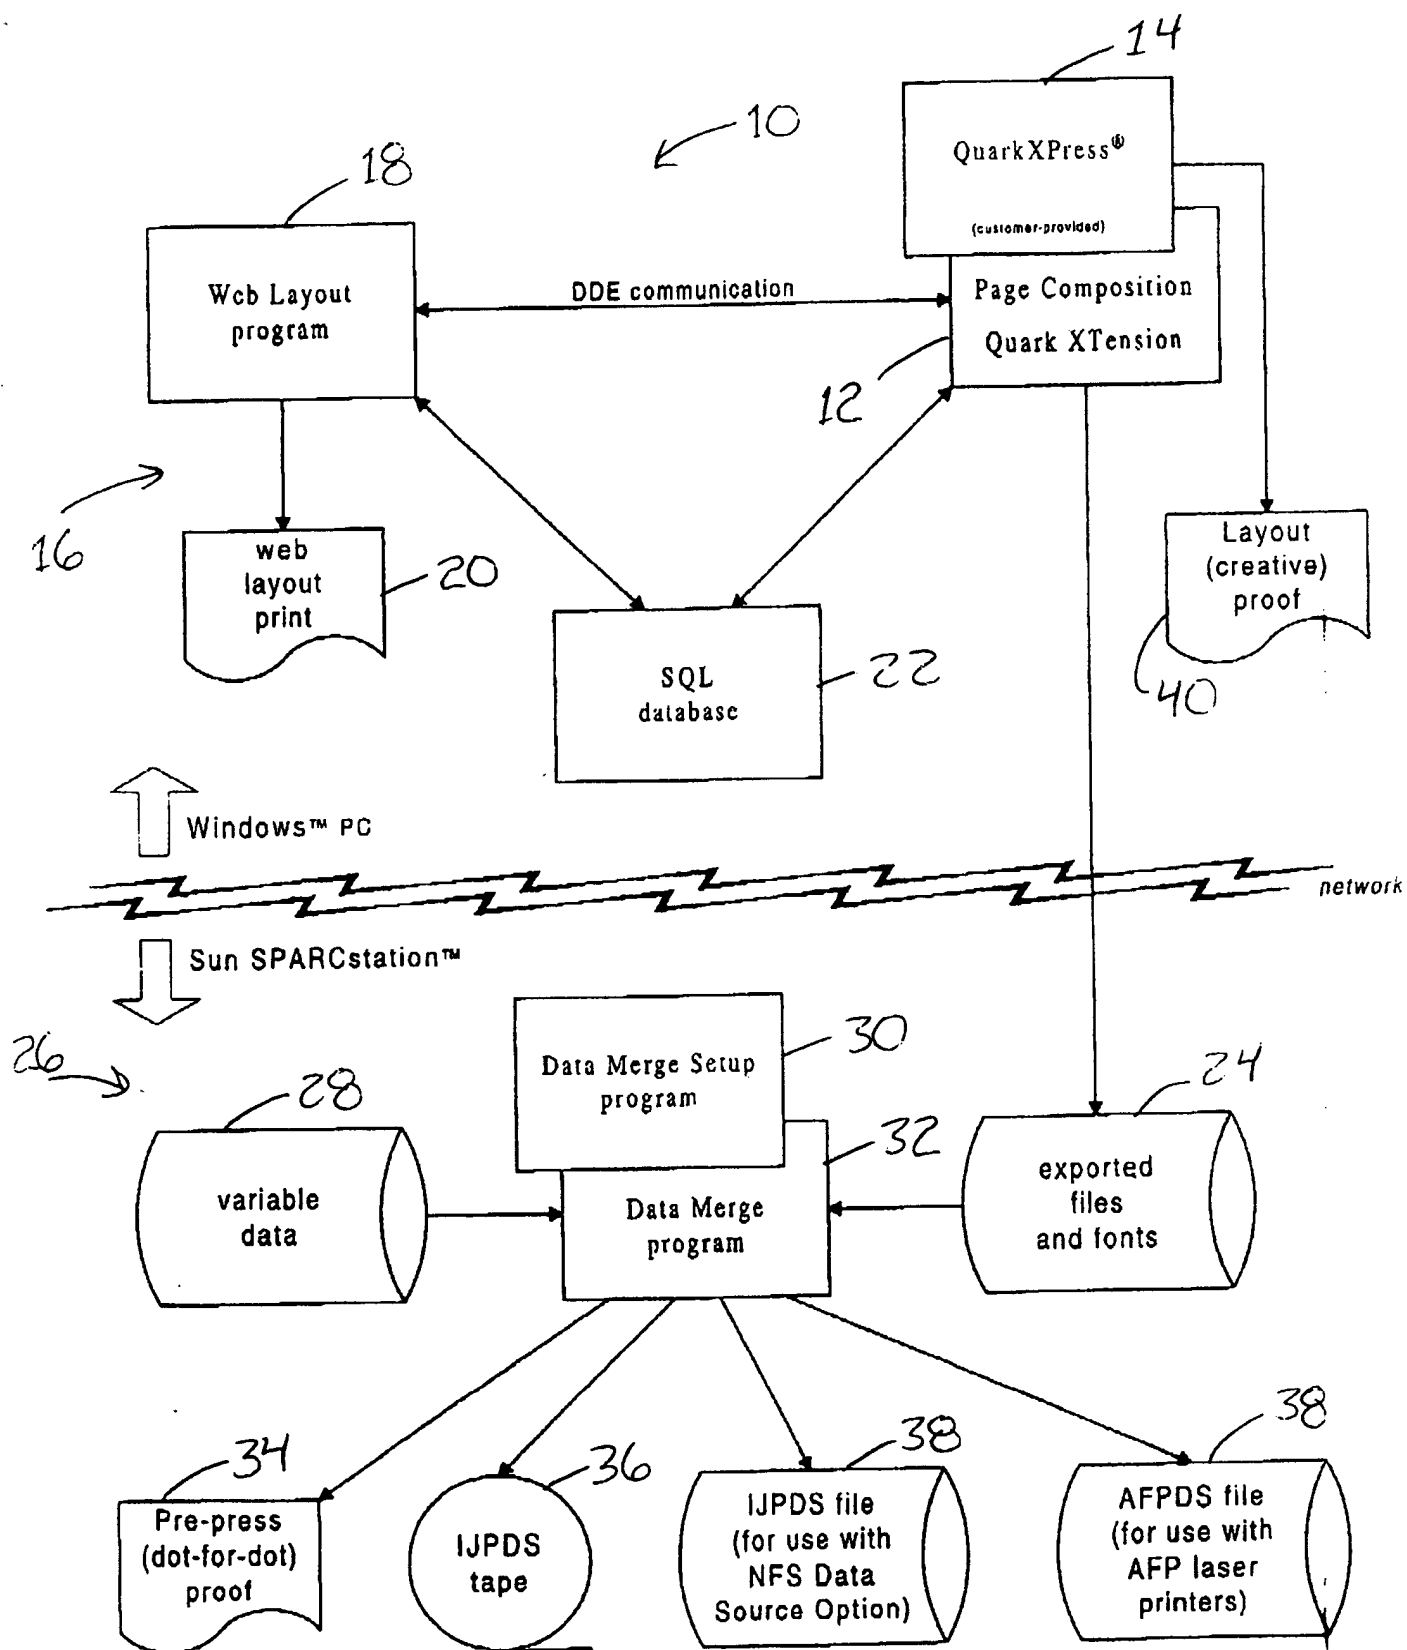 14
10
QuarkXPress®
(customer-provided)
18
Web Layout
program
DDE communication
Page Composition
Quark XTension
12
16
web
layout
print
20
Layout
(creative)
proof
40
SQL
database
22
Windows™ PC
network
Sun SPARCstation™
26
30
Data Merge Setup
program
28
24
32
variable
data
Data Merge
program
exported
files
and fonts
34
36
38
38
Pre-press
(dot-for-dot)
proof
IJPDS
tape
IJPDS file
(for use with
NFS Data
Source Option)
AFPDS file
(for use with
AFP laser
printers)